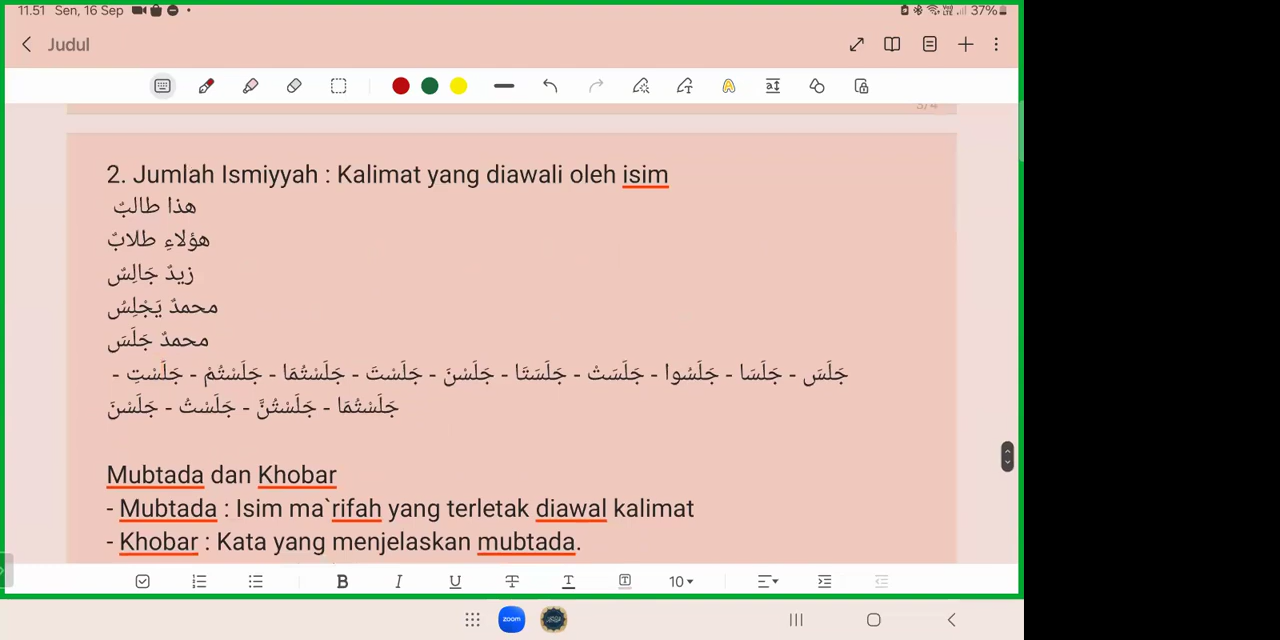 11.51 Sen, 16 Sep
37%
Judul
3/4
2. Jumlah Ismiyyah : Kalimat yang diawali oleh isim
هذا طالبٌ
هؤلاءِ طلابٌ
زيدٌ جَالِسٌ
محمدٌ يَجْلِسُ
محمدٌ جَلَسَ
جَلَسَ - جَلَسَا - جَلَسُوا - جَلَسَتْ - جَلَسَتَا - جَلَسْنَ - جَلَسْتَ - جَلَسْتُمَا - جَلَسْتُمْ - جَلَسْتِ -
جَلَسْتُمَا - جَلَسْتُنَّ - جَلَسْتُ - جَلَسْنَ
Mubtada dan Khobar
- Mubtada : Isim ma`rifah yang terletak diawal kalimat
- Khobar : Kata yang menjelaskan mubtada.
B I U T T T 10
zoom